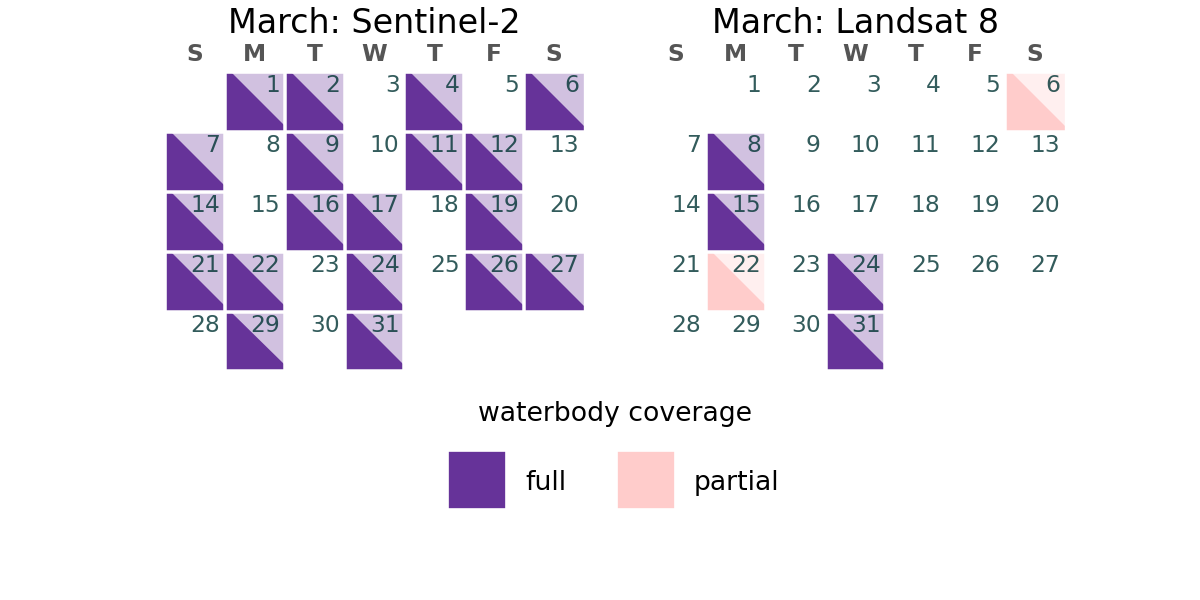 March: Sentinel-2
S M T W T F S
1 2 3 4 5 6
7 8 9 10 11 12 13
14 15 16 17 18 19 20
21 22 23 24 25 26 27
28 29 30 31
March: Landsat 8
S M T W T F S
1 2 3 4 5 6
7 8 9 10 11 12 13
14 15 16 17 18 19 20
21 22 23 24 25 26 27
28 29 30 31
waterbody coverage
full partial